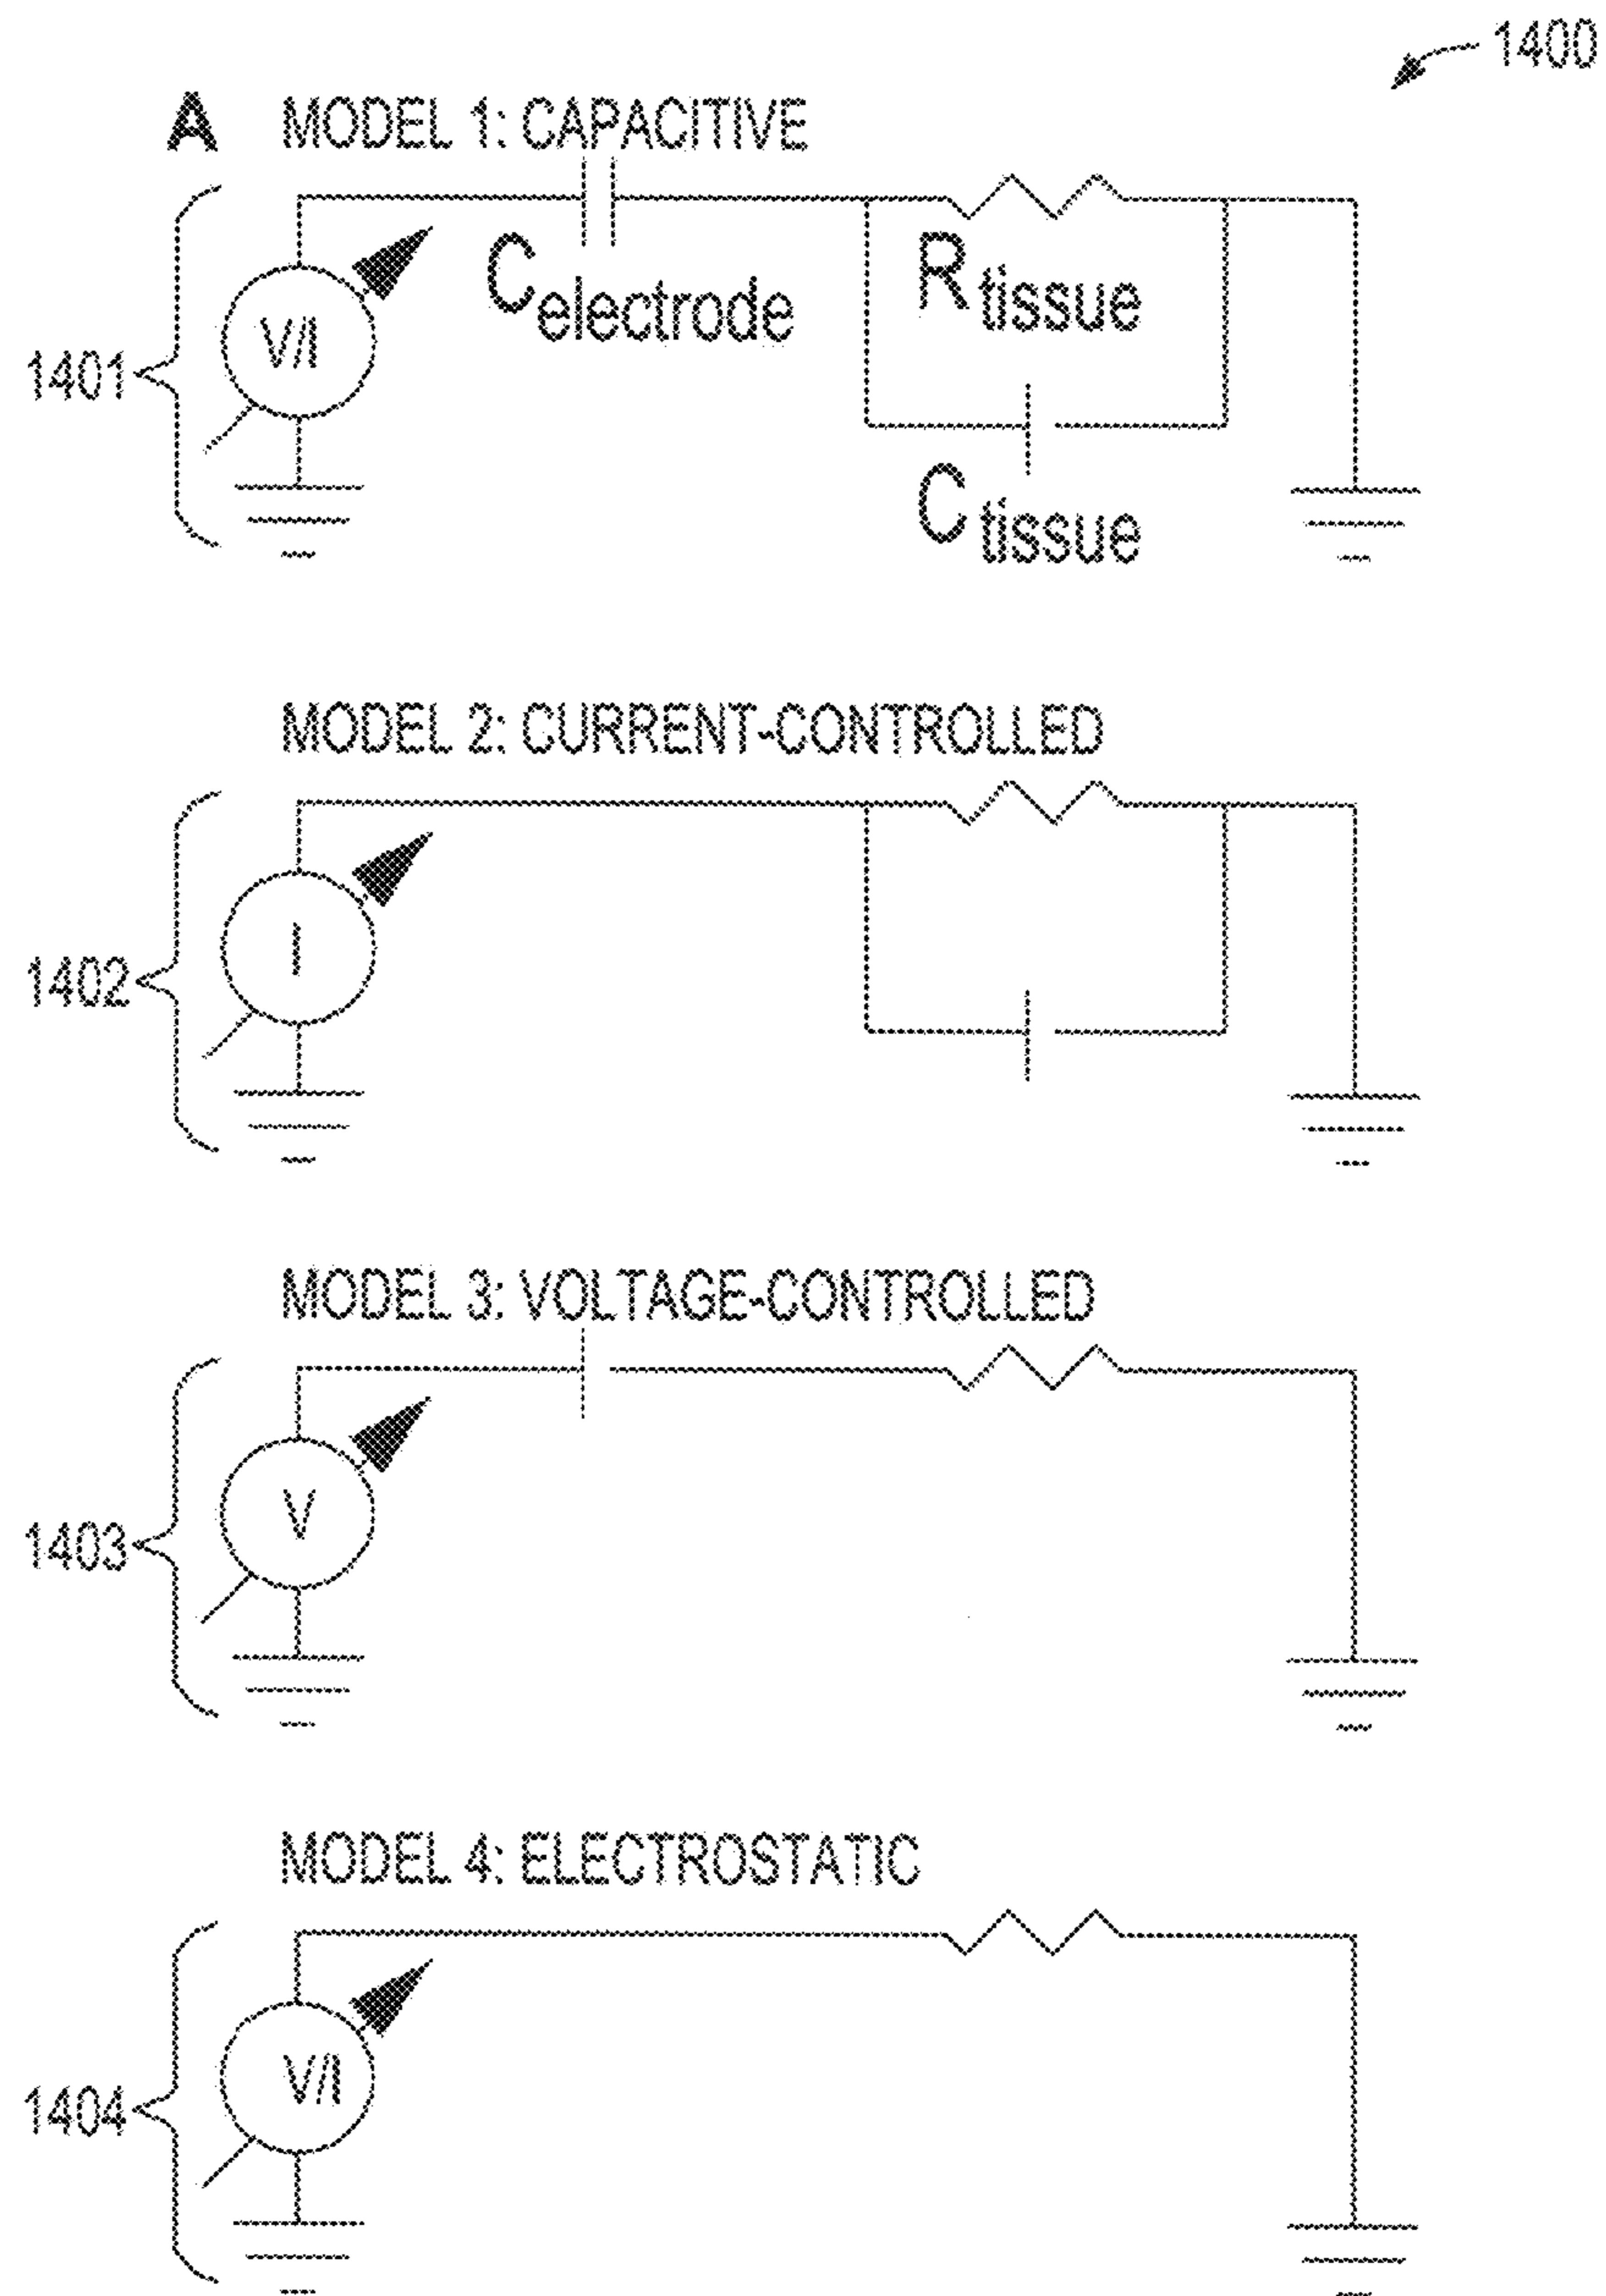 1400
A MODEL 1: CAPACITIVE
V/I
Celectrode
Rtissue
1401
Ctissue
MODEL 2: CURRENT-CONTROLLED
I
1402
MODEL 3: VOLTAGE-CONTROLLED
V
1403
MODEL 4: ELECTROSTATIC
V/I
1404